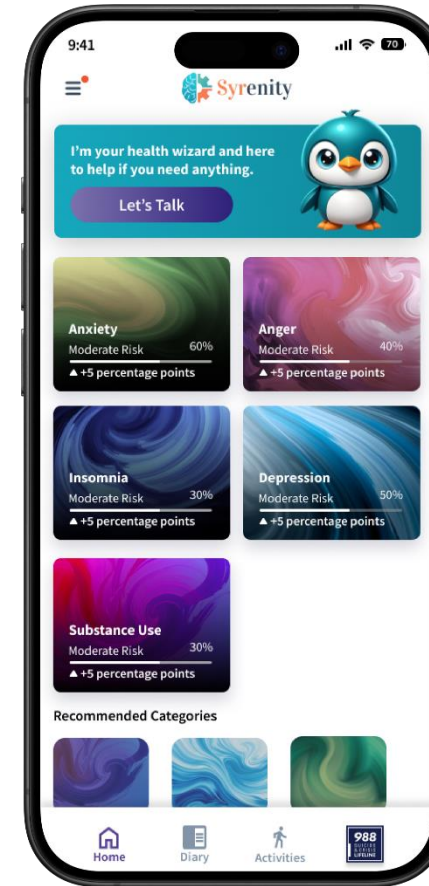 9:41
70
Syrenity
I'm your health wizard and here
to help if you need anything.
Let's Talk
Anxiety
Moderate Risk 60%
▲ +5 percentage points
Anger
Moderate Risk 40%
▲ +5 percentage points
Insomnia
Moderate Risk 30%
▲ +5 percentage points
Depression
Moderate Risk 50%
▲ +5 percentage points
Substance Use
Moderate Risk 30%
▲ +5 percentage points
Recommended Categories
Home
Diary
Activities
988
SUICIDE
& CRISIS
LIFELINE